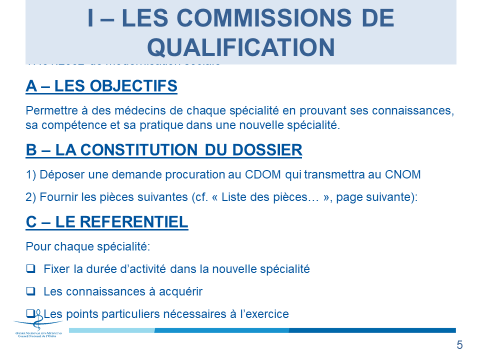 I – LES COMMISSIONS DE
QUALIFICATION
A – LES OBJECTIFS
Permettre à des médecins de chaque spécialité en prouvant ses connaissances,
sa compétence et sa pratique dans une nouvelle spécialité.
B – LA CONSTITUTION DU DOSSIER
1) Déposer une demande procuration au CDOM qui transmettra au CNOM
2) Fournir les pièces suivantes (cf. « Liste des pièces… », page suivante):
C – LE REFERENTIEL
Pour chaque spécialité:
Fixer la durée d’activité dans la nouvelle spécialité
Les connaissances à acquérir
Les points particuliers nécessaires à l’exercice
5